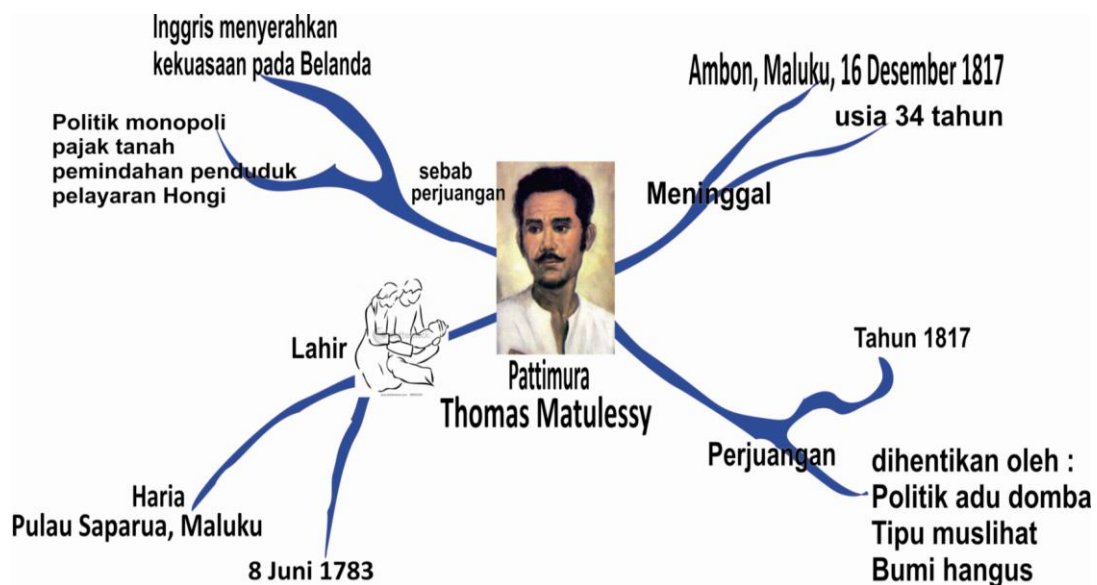 Inggris menyerahkan
kekuasaan pada Belanda
Politik monopoli
pajak tanah
pemindahan penduduk
pelayaran Hongi
sebab
perjuangan
Ambon, Maluku, 16 Desember 1817
usia 34 tahun
Meninggal
Lahir
Pattimura
Thomas Matulessy
Haria
Pulau Saparua, Maluku
8 Juni 1783
Tahun 1817
Perjuangan
dihentikan oleh :
Politik adu domba
Tipu muslihat
Bumi hangus